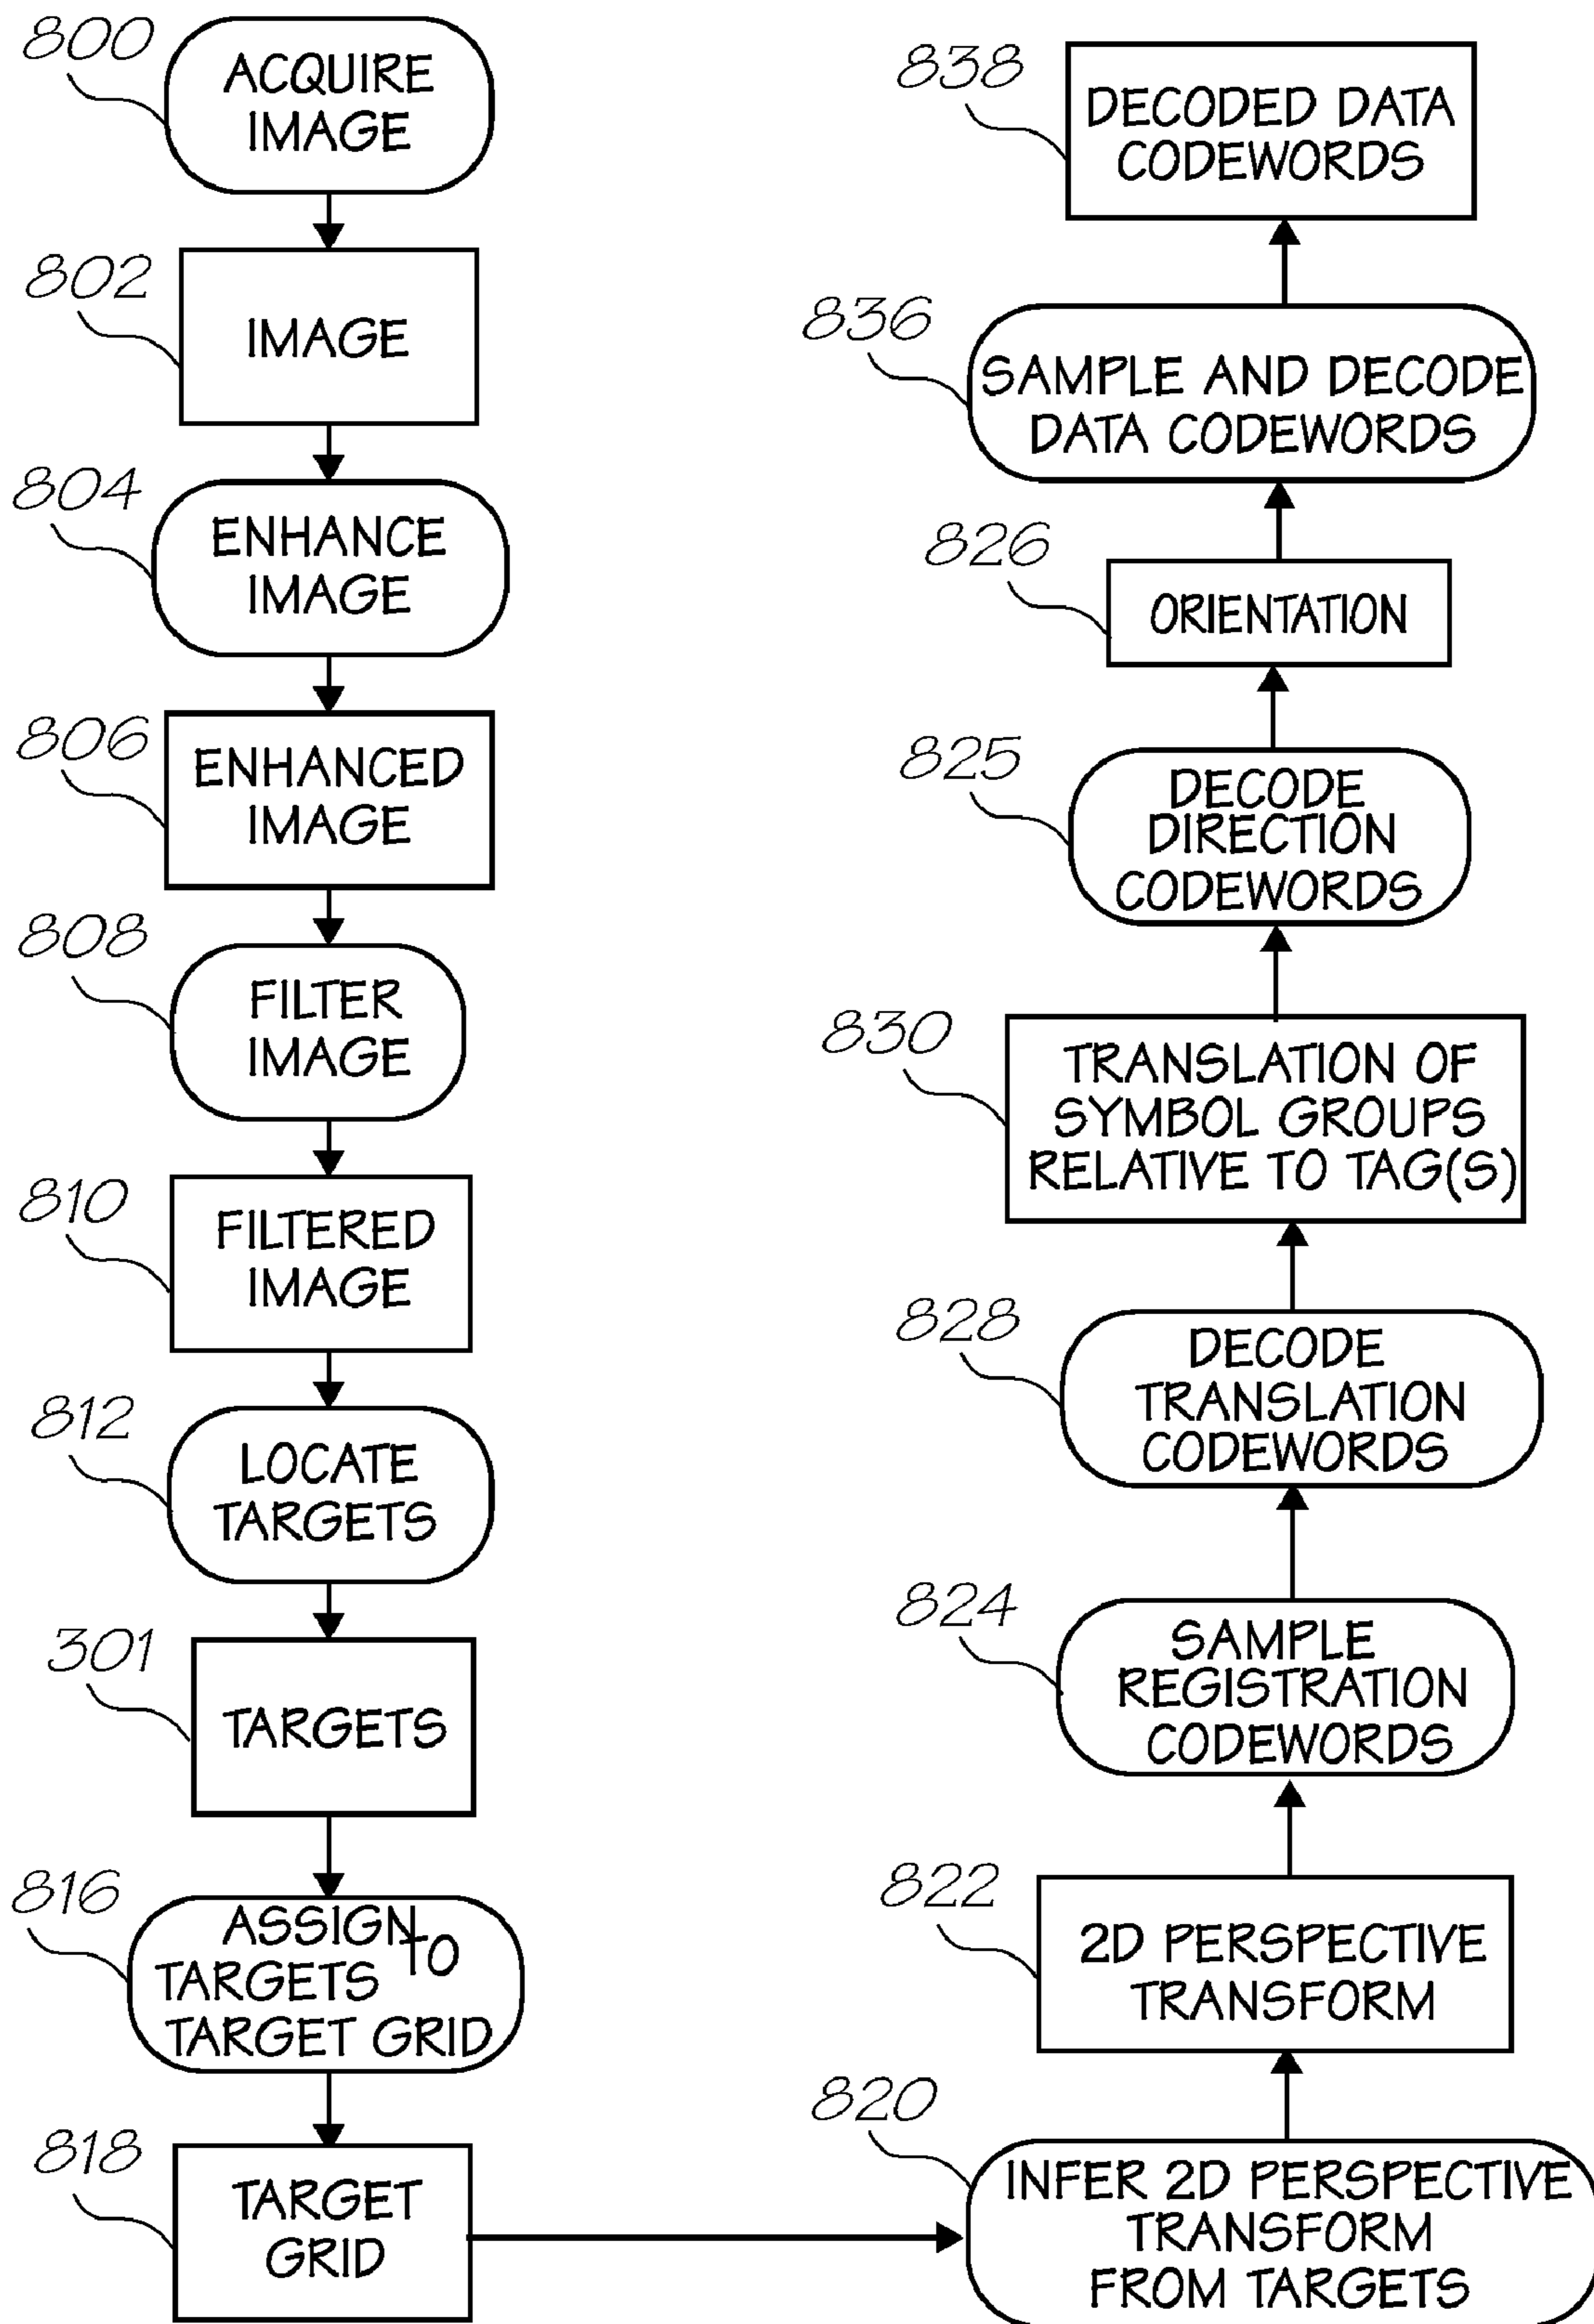 800
ACQUIRE
IMAGE
802
IMAGE
804
ENHANCE
IMAGE
806
ENHANCED
IMAGE
808
FILTER
IMAGE
810
FILTERED
IMAGE
812
LOCATE
TARGETS
301
TARGETS
816
ASSIGN
TARGETS TO
TARGET GRID
818
TARGET
GRID
838
DECODED DATA
CODEWORDS
836
SAMPLE AND DECODE
DATA CODEWORDS
826
ORIENTATION
825
DECODE
DIRECTION
CODEWORDS
830
TRANSLATION OF
SYMBOL GROUPS
RELATIVE TO TAG(S)
828
DECODE
TRANSLATION
CODEWORDS
824
SAMPLE
REGISTRATION
CODEWORDS
822
2D PERSPECTIVE
TRANSFORM
820
INFER 2D PERSPECTIVE
TRANSFORM
FROM TARGETS